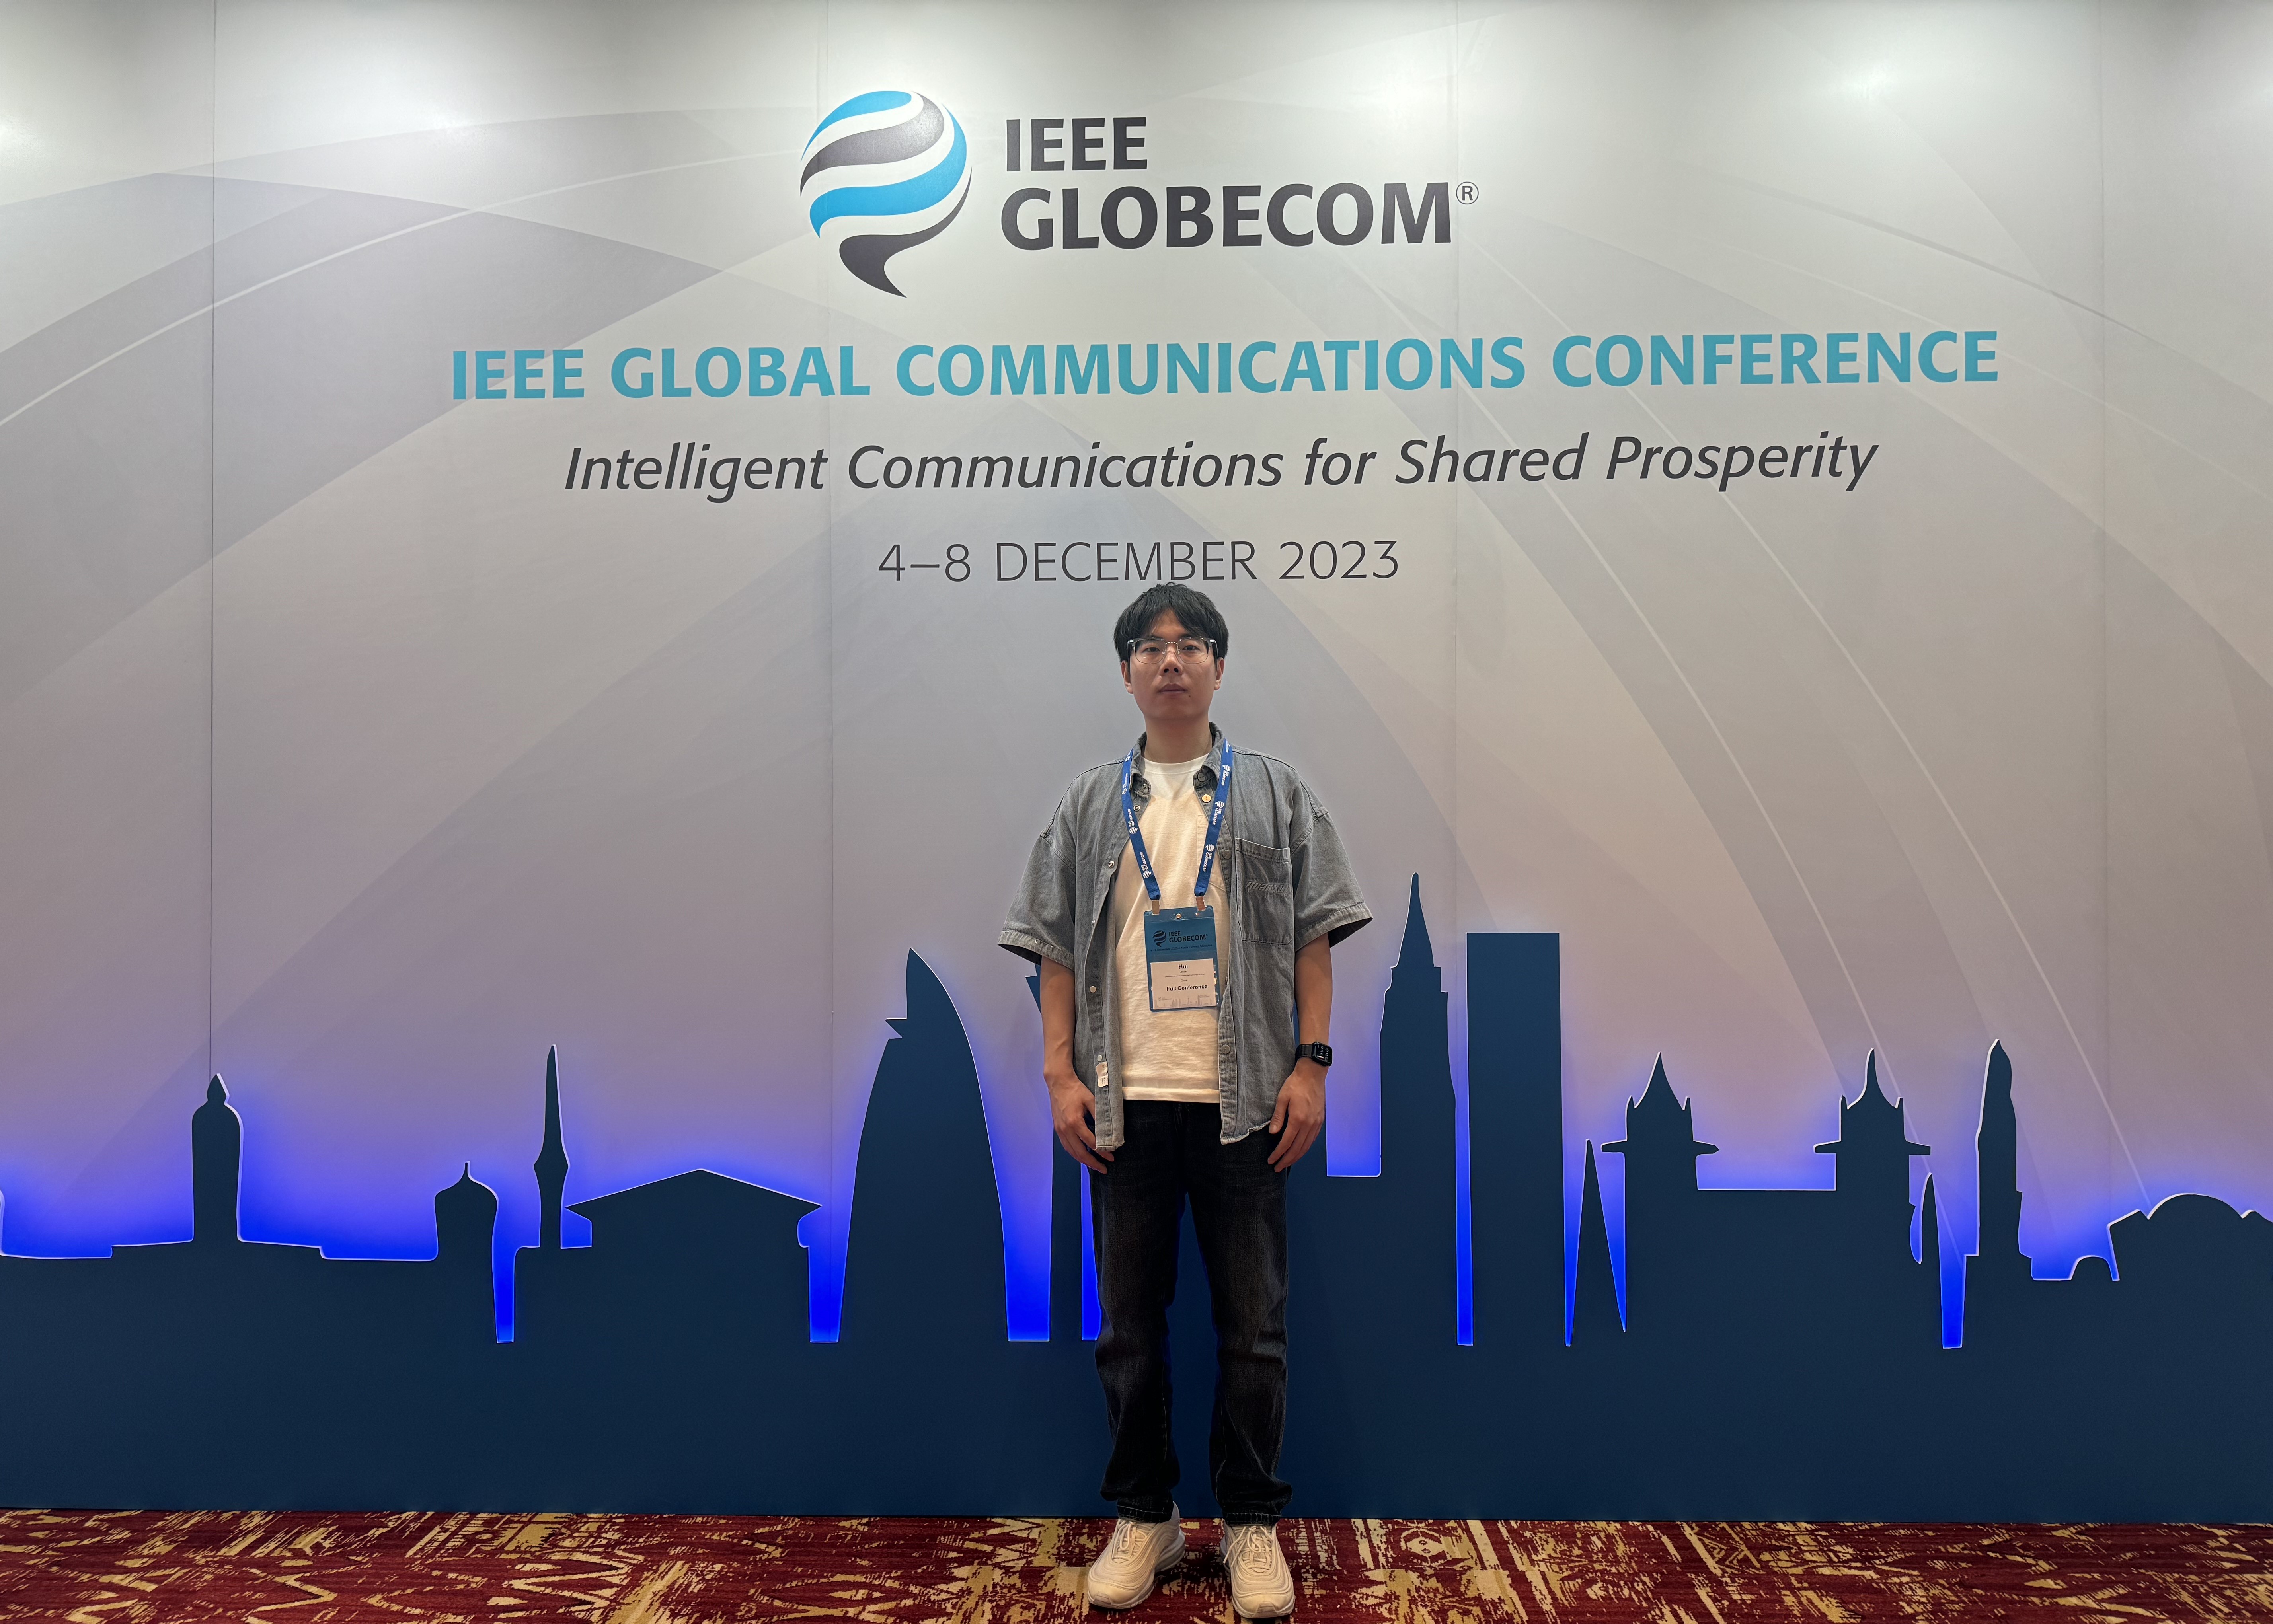 IEEE
GLOBECOM®
IEEE GLOBAL COMMUNICATIONS CONFERENCE
Intelligent Communications for Shared Prosperity
4–8 DECEMBER 2023
IEEE
GLOBECOM®
Hui
Full Conference